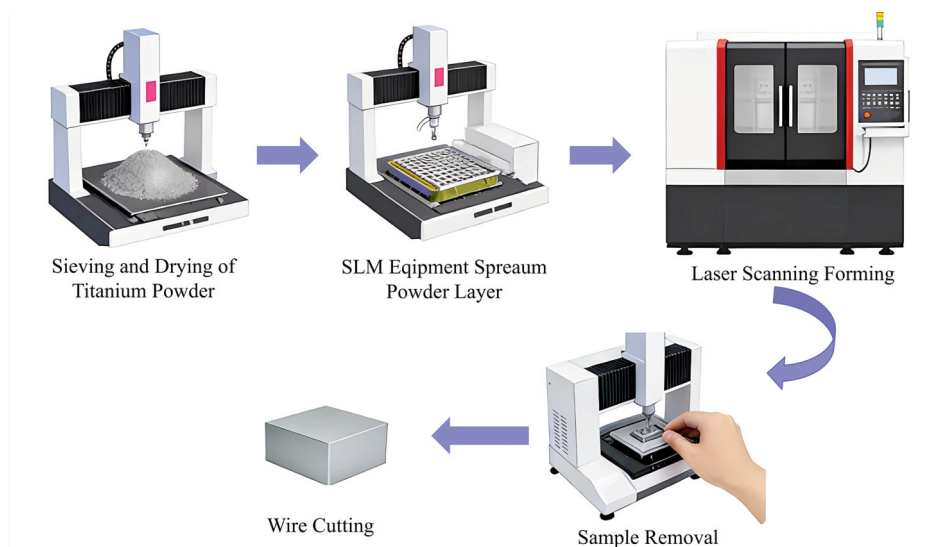 Sieving and Drying of
Titanium Powder
SLM Eqipment Spreaum
Powder Layer
Laser Scanning Forming
Wire Cutting
Sample Removal